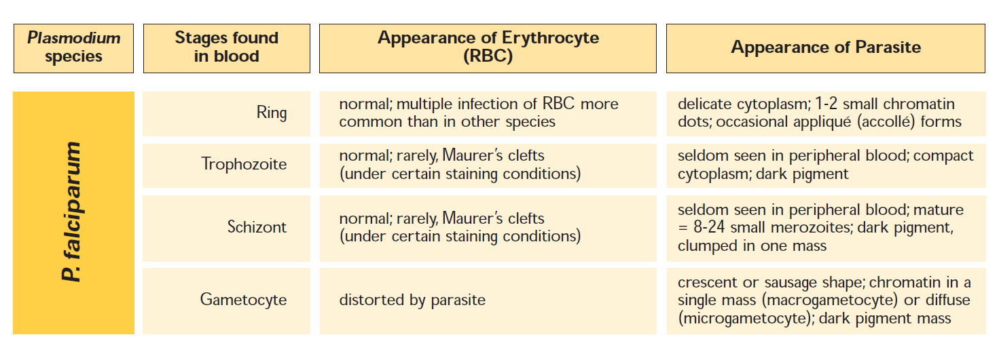 Plasmodium
species
Stages found
in blood
Appearance of Erythrocyte
(RBC)
Appearance of Parasite
P. falciparum
Ring
normal; multiple infection of RBC more
common than in other species
delicate cytoplasm; 1-2 small chromatin
dots; occasional appliqué (accollé) forms
Trophozoite
normal; rarely, Maurer’s clefts
(under certain staining conditions)
seldom seen in peripheral blood; compact
cytoplasm; dark pigment
Schizont
normal; rarely, Maurer’s clefts
(under certain staining conditions)
seldom seen in peripheral blood; mature
= 8-24 small merozoites; dark pigment,
clumped in one mass
Gametocyte
distorted by parasite
crescent or sausage shape; chromatin in a
single mass (macrogametocyte) or diffuse
(microgametocyte); dark pigment mass